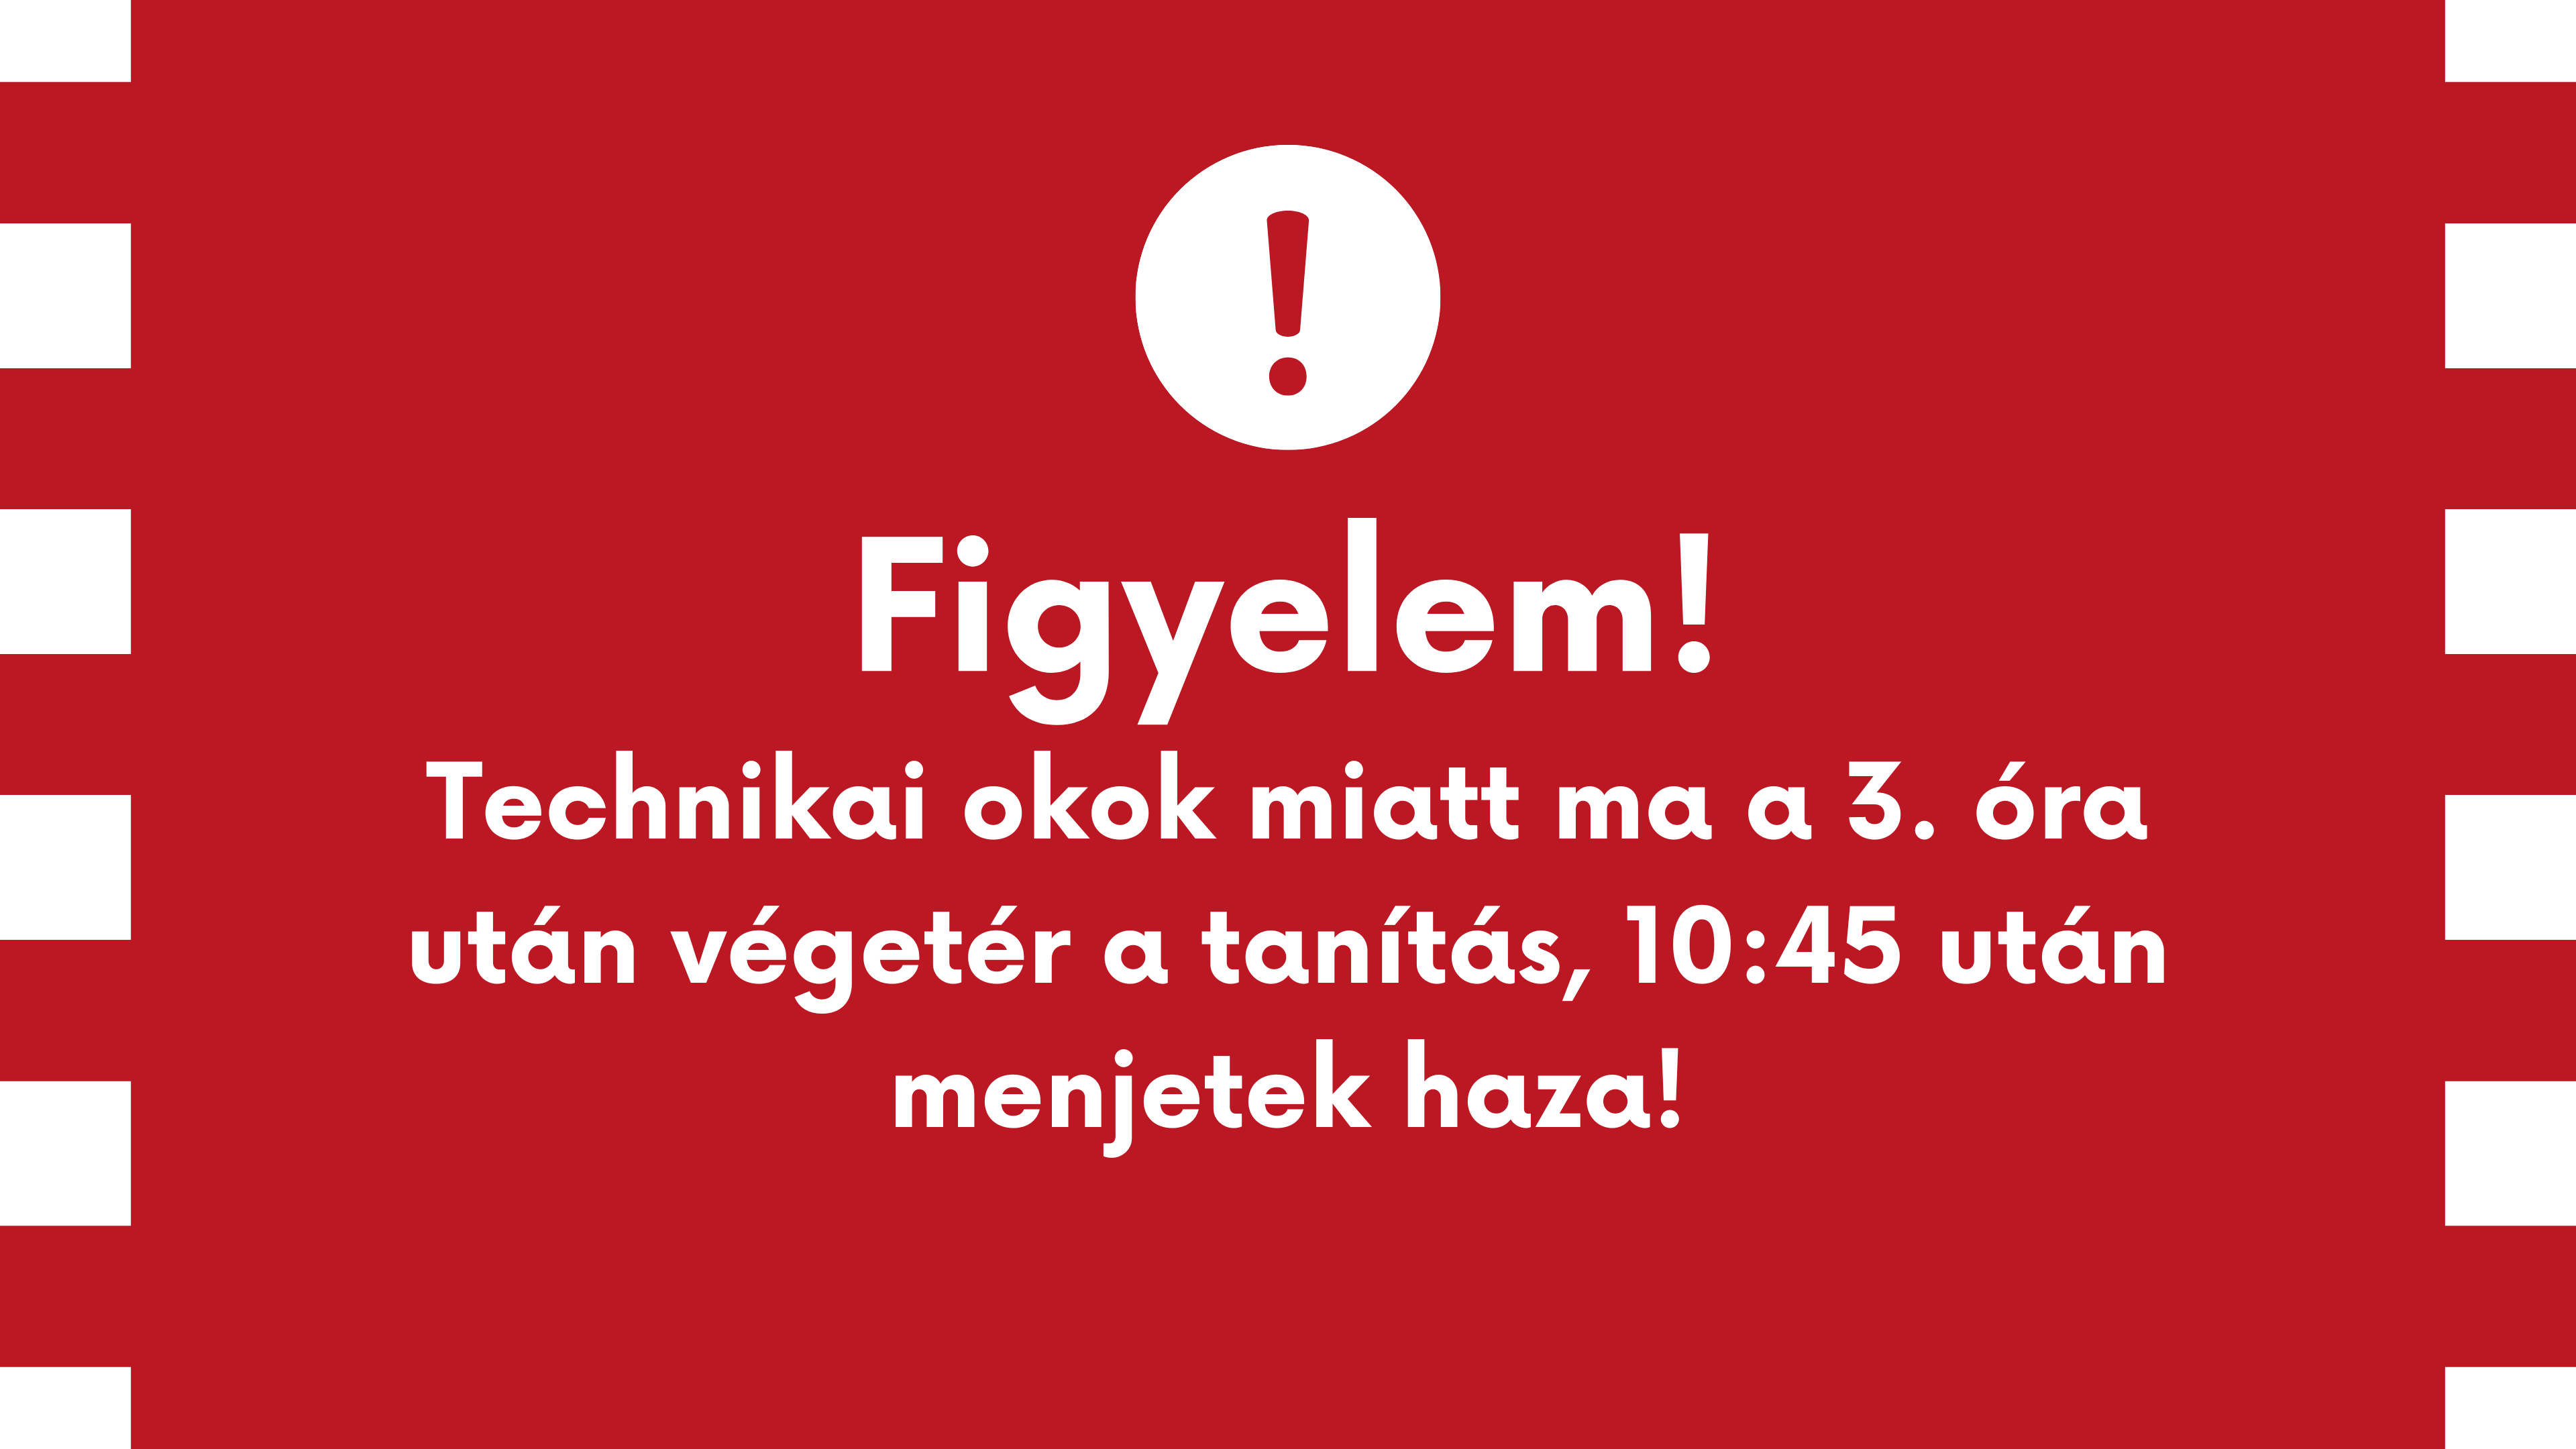 !
Figyelem!
Technikai okok miatt ma a 3. óra
után végetér a tanítás, 10:45 után
menjetek haza!